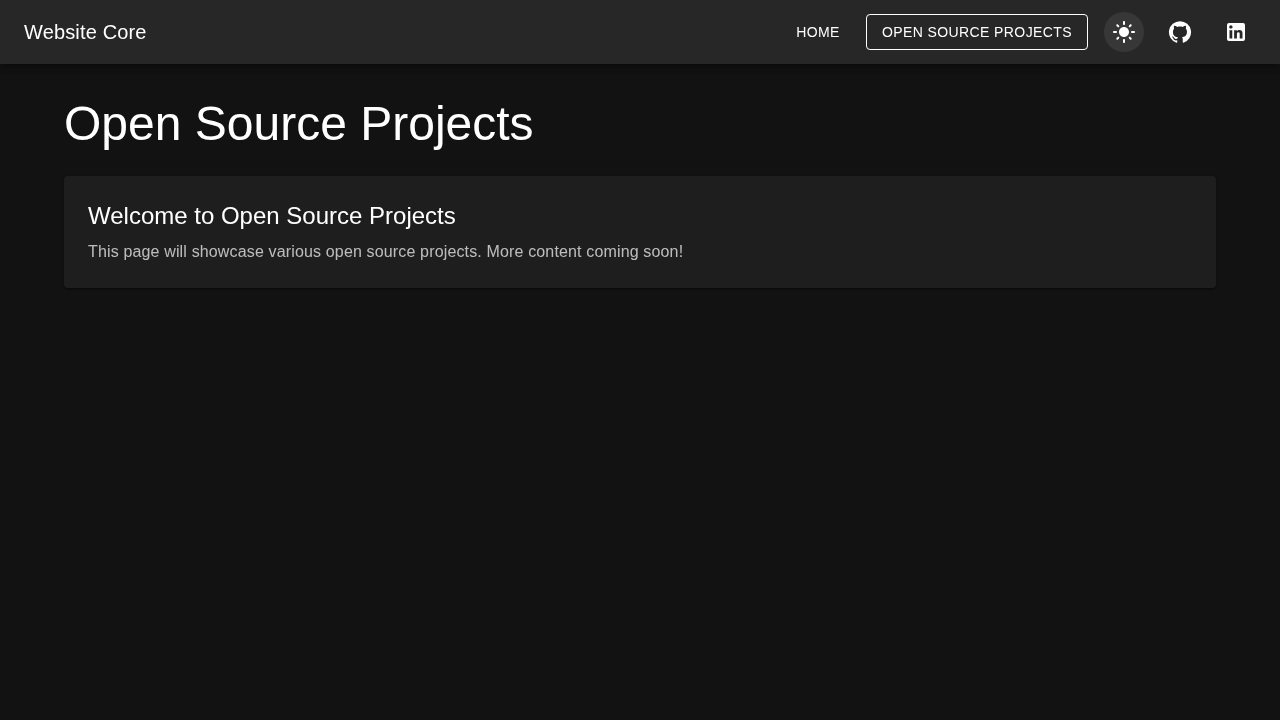 Website Core
HOME
OPEN SOURCE PROJECTS
Open Source Projects
Welcome to Open Source Projects
This page will showcase various open source projects. More content coming soon!